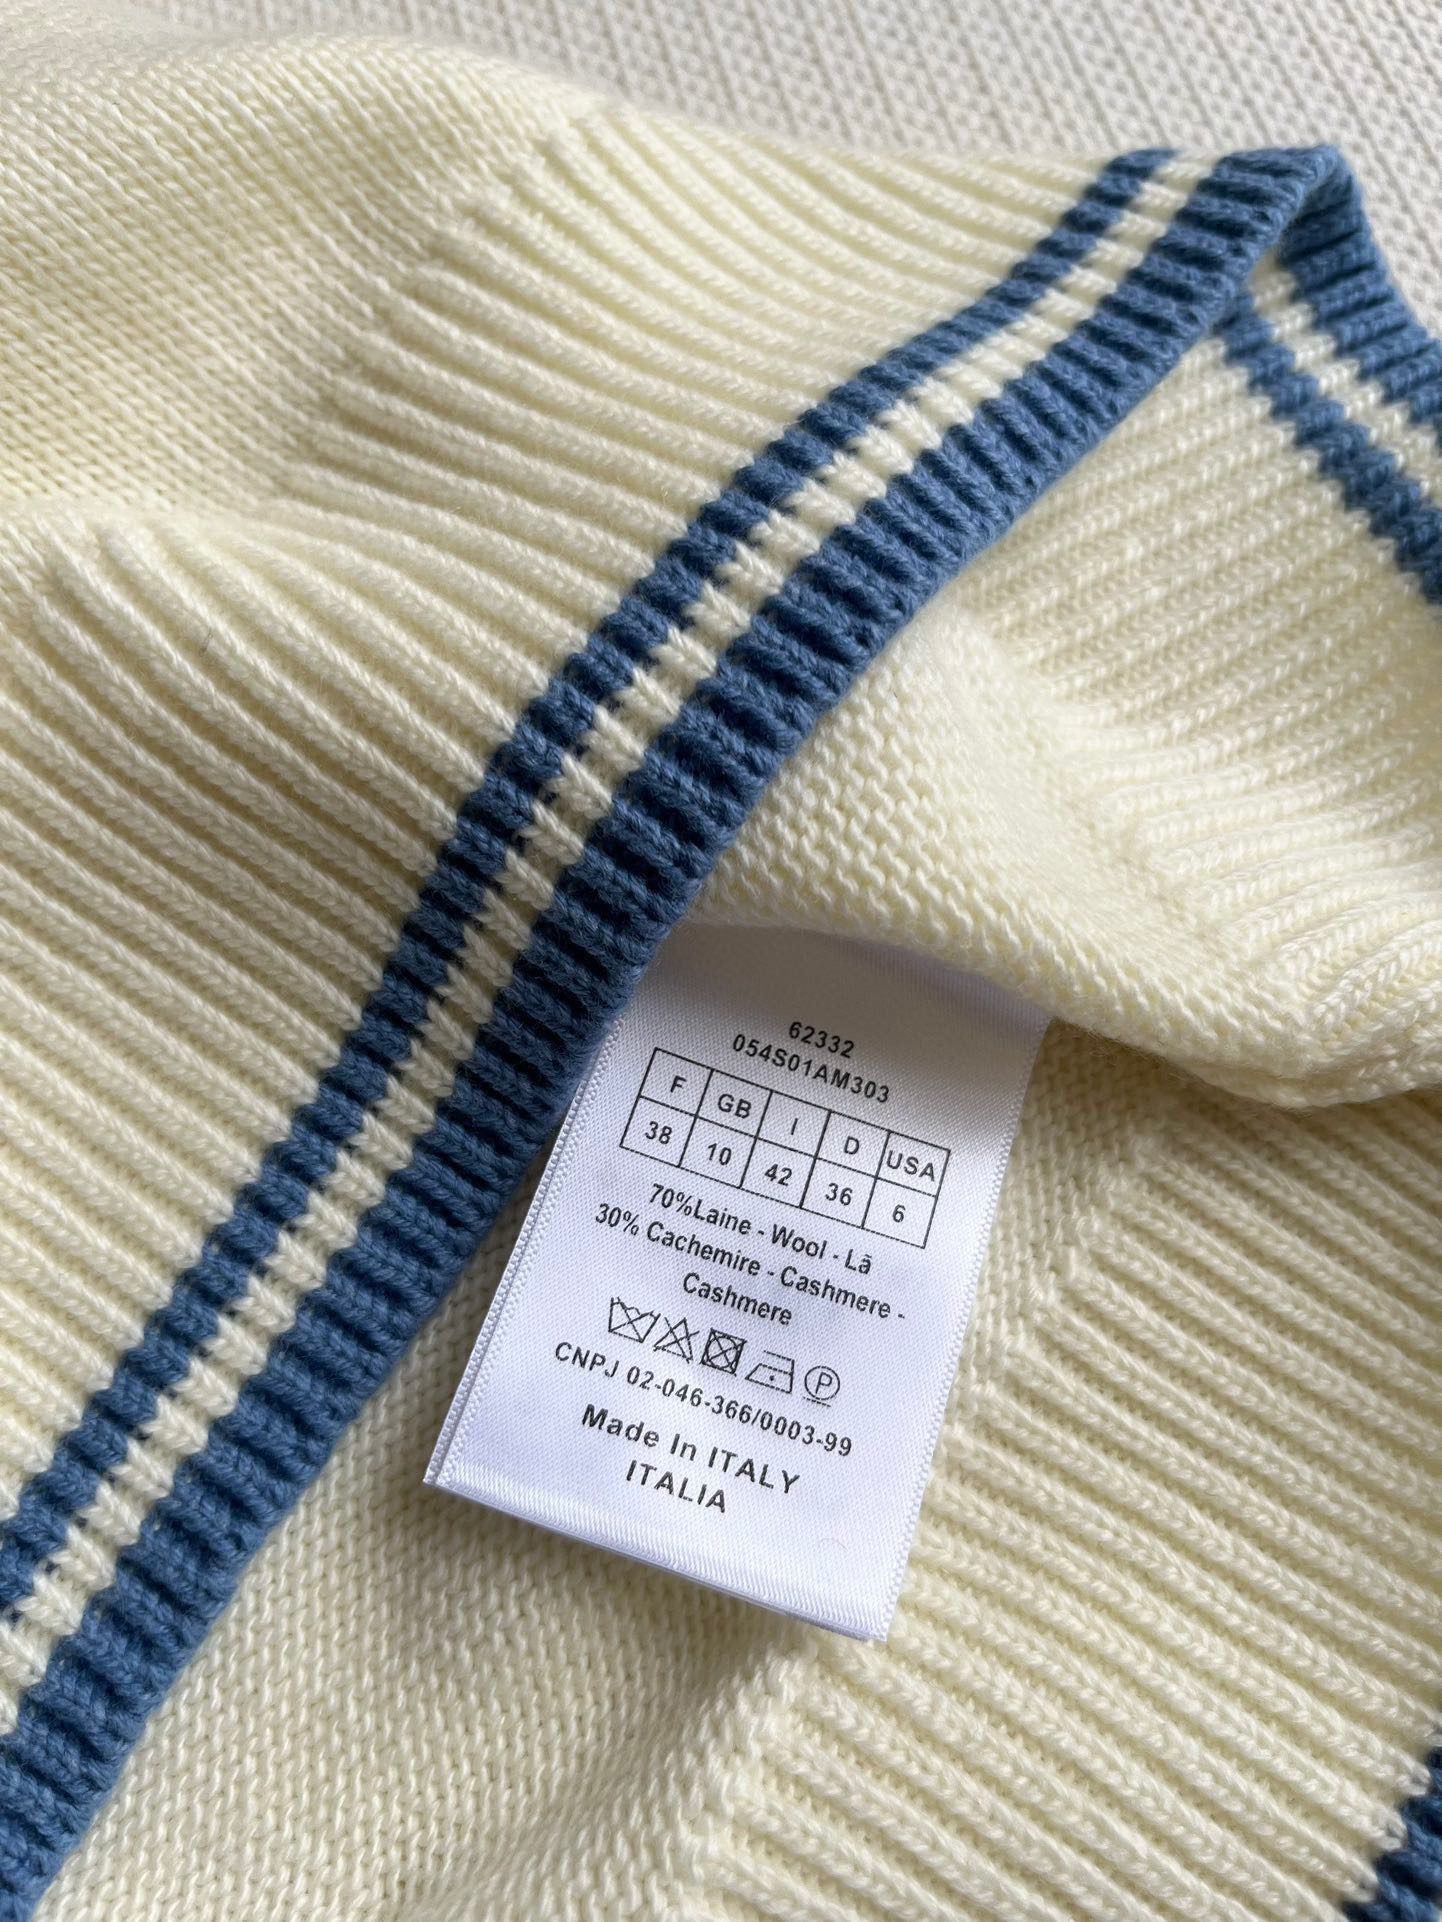 62332
054S01AM303
F GB I D USA
38 10 42 36 6
70%Laine - Wool - Lã
30% Cachemire - Cashmere -
Cashmere
P
CNPJ 02-046-366/0003-99
Made In ITALY
ITALIA